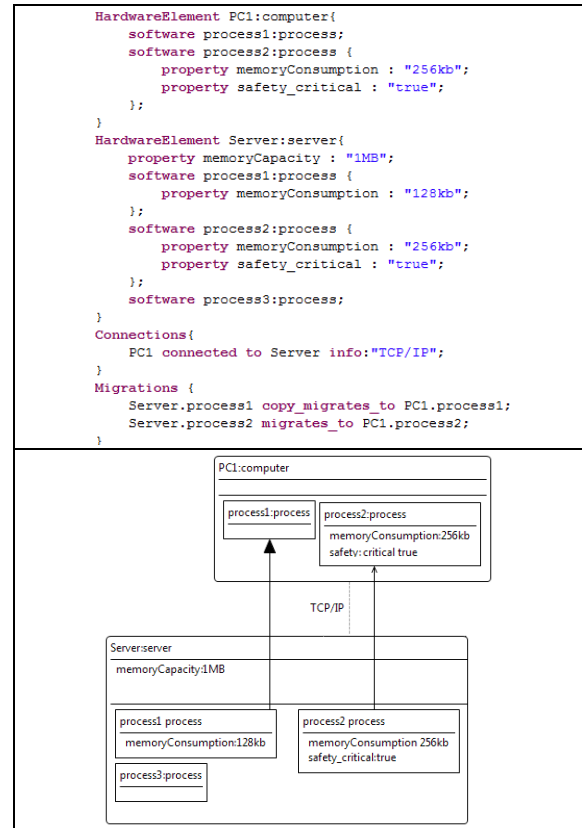 HardwareElement PC1:computer{
software process1:process;
software process2:process {
property memoryConsumption : "256kb";
property safety_critical : "true";
};
}
HardwareElement Server:server{
property memoryCapacity : "1MB";
software process1:process {
property memoryConsumption : "128kb";
};
software process2:process {
property memoryConsumption : "256kb";
property safety_critical : "true";
};
software process3:process;
}
Connections{
PC1 connected to Server info:"TCP/IP";
}
Migrations {
Server.process1 copy_migrates_to PC1.process1;
Server.process2 migrates_to PC1.process2;
}
PC1:computer
process1:process
process2:process
memoryConsumption:256kb
safety: critical true
TCP/IP
Server:server
memoryCapacity:1MB
process1 process
memoryConsumption:128kb
process2 process
memoryConsumption 256kb
safety_critical:true
process3:process